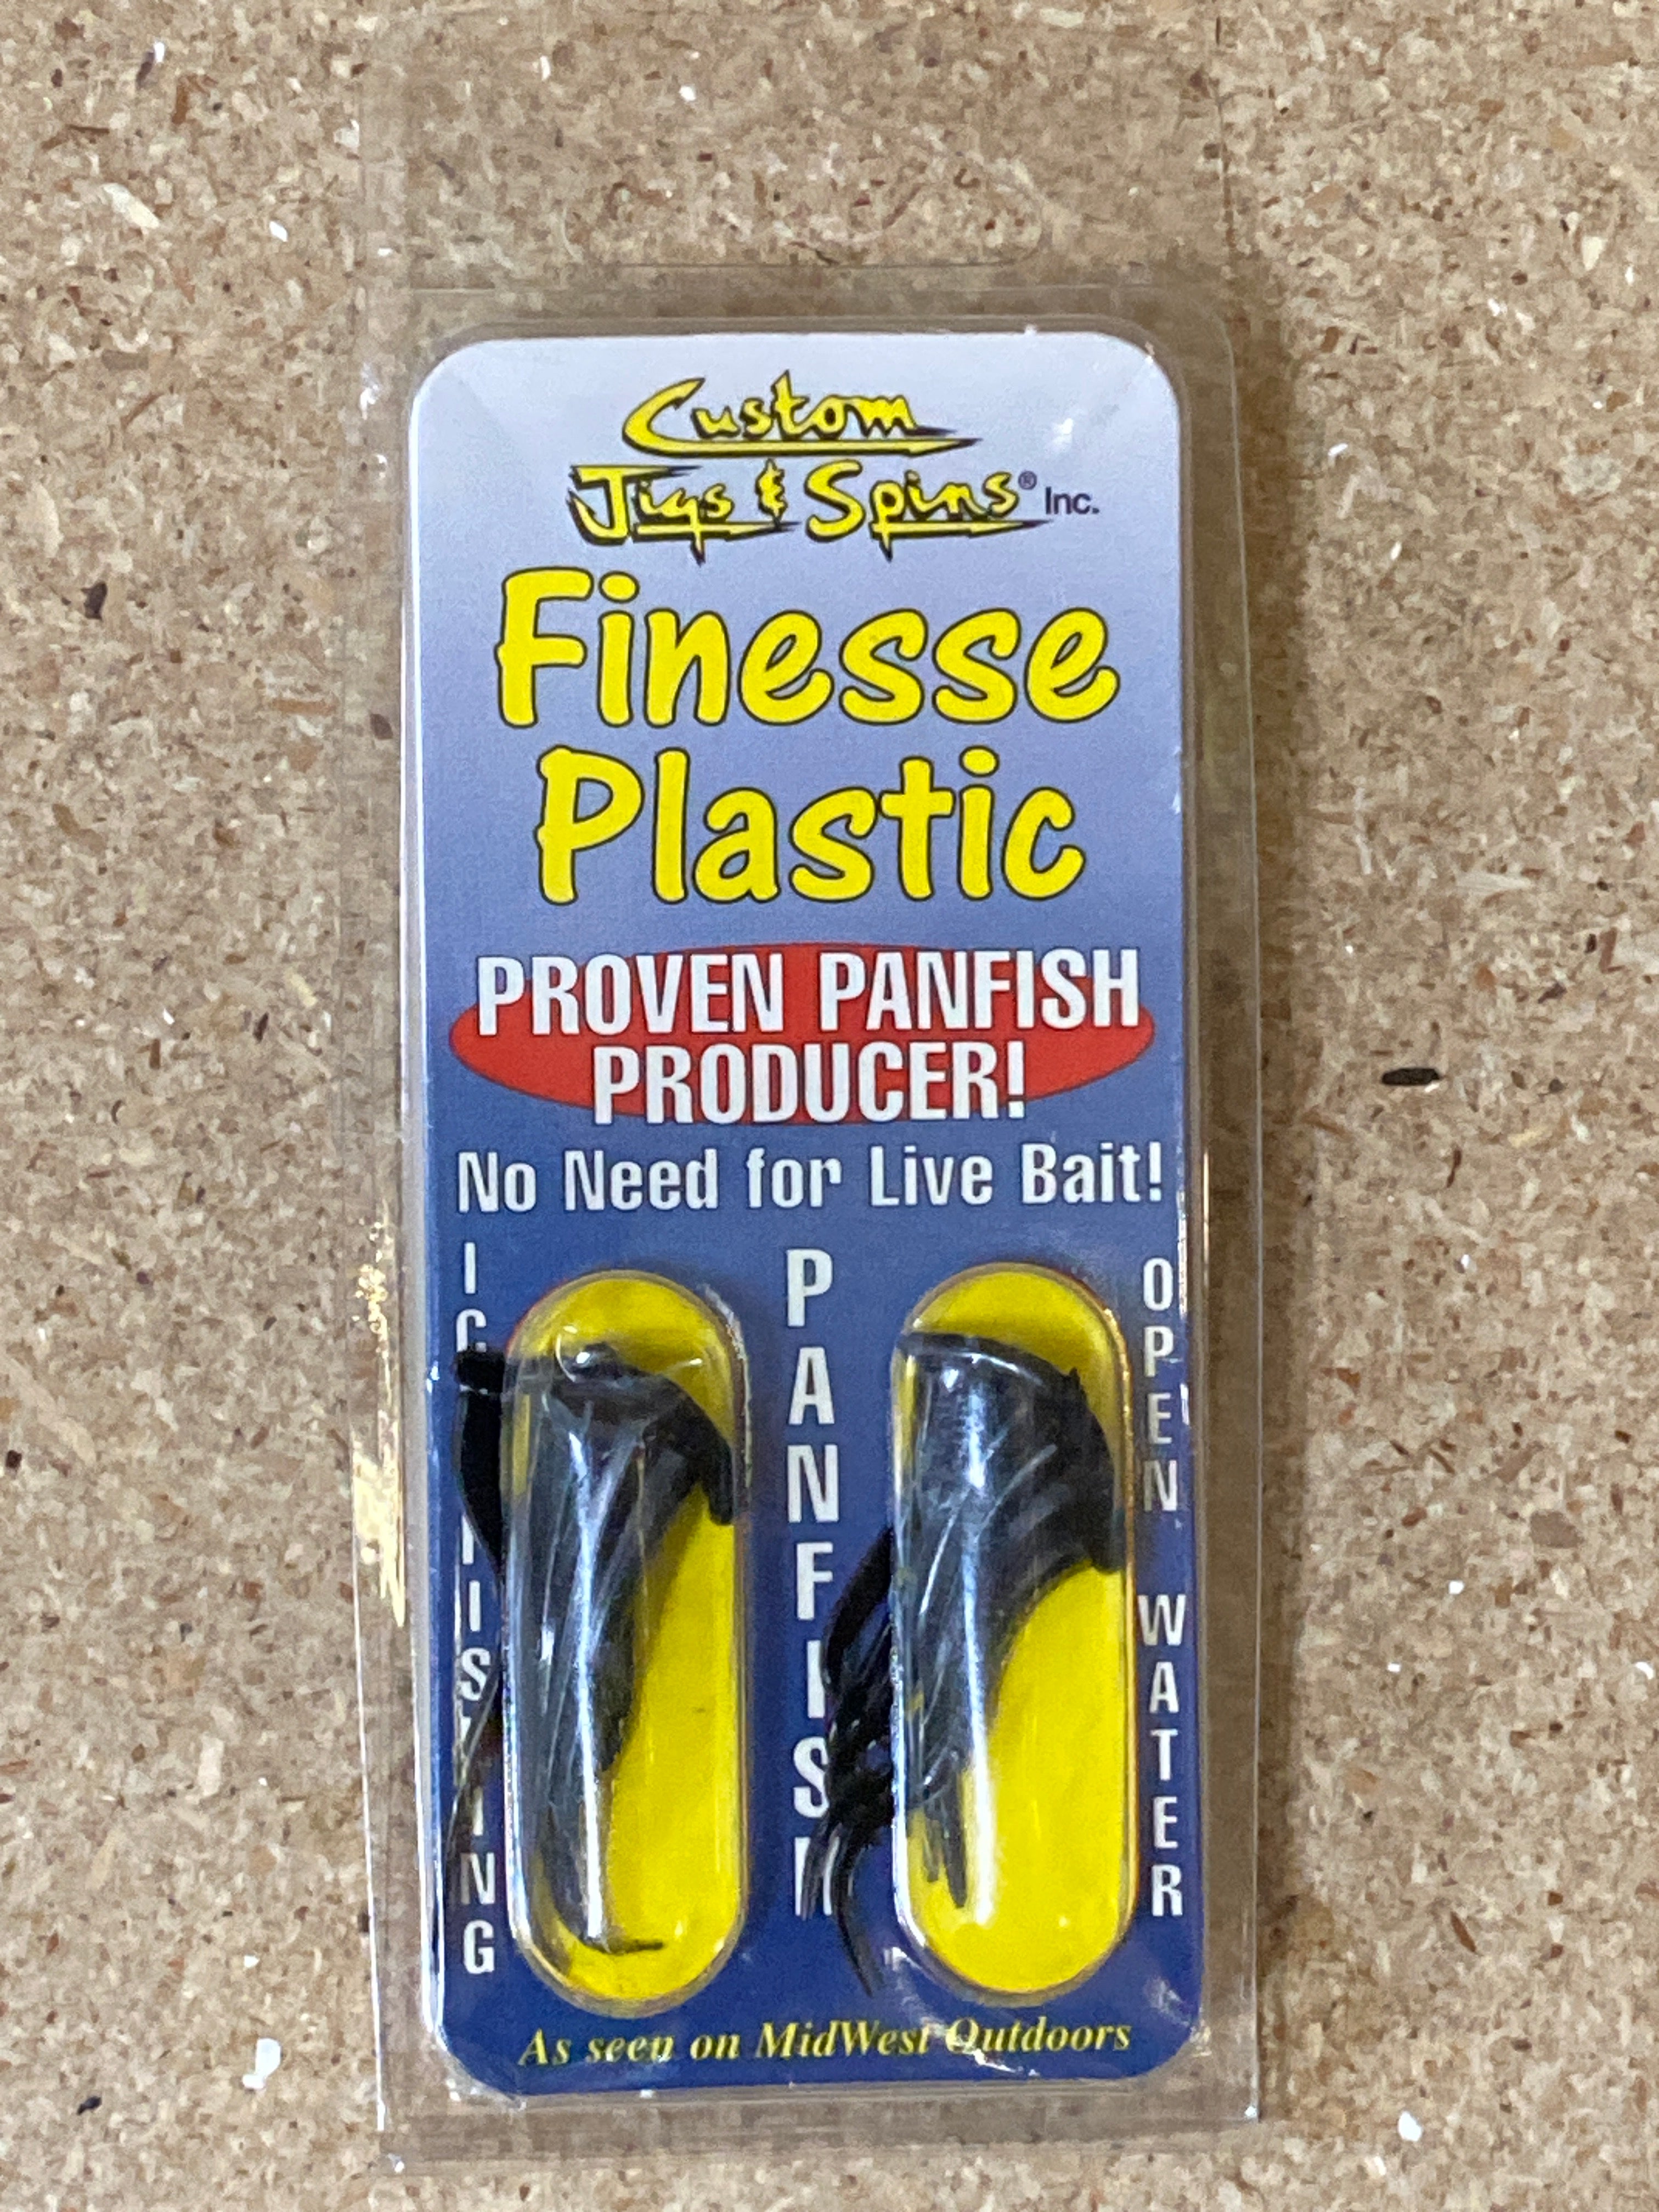 Custom
Jigs & Spins® Inc.
Finesse
Plastic
PROVEN PANFISH
PRODUCER!
No Need for Live Bait!
PANFISH
OPEN WATER
As seen on MidWest Outdoors